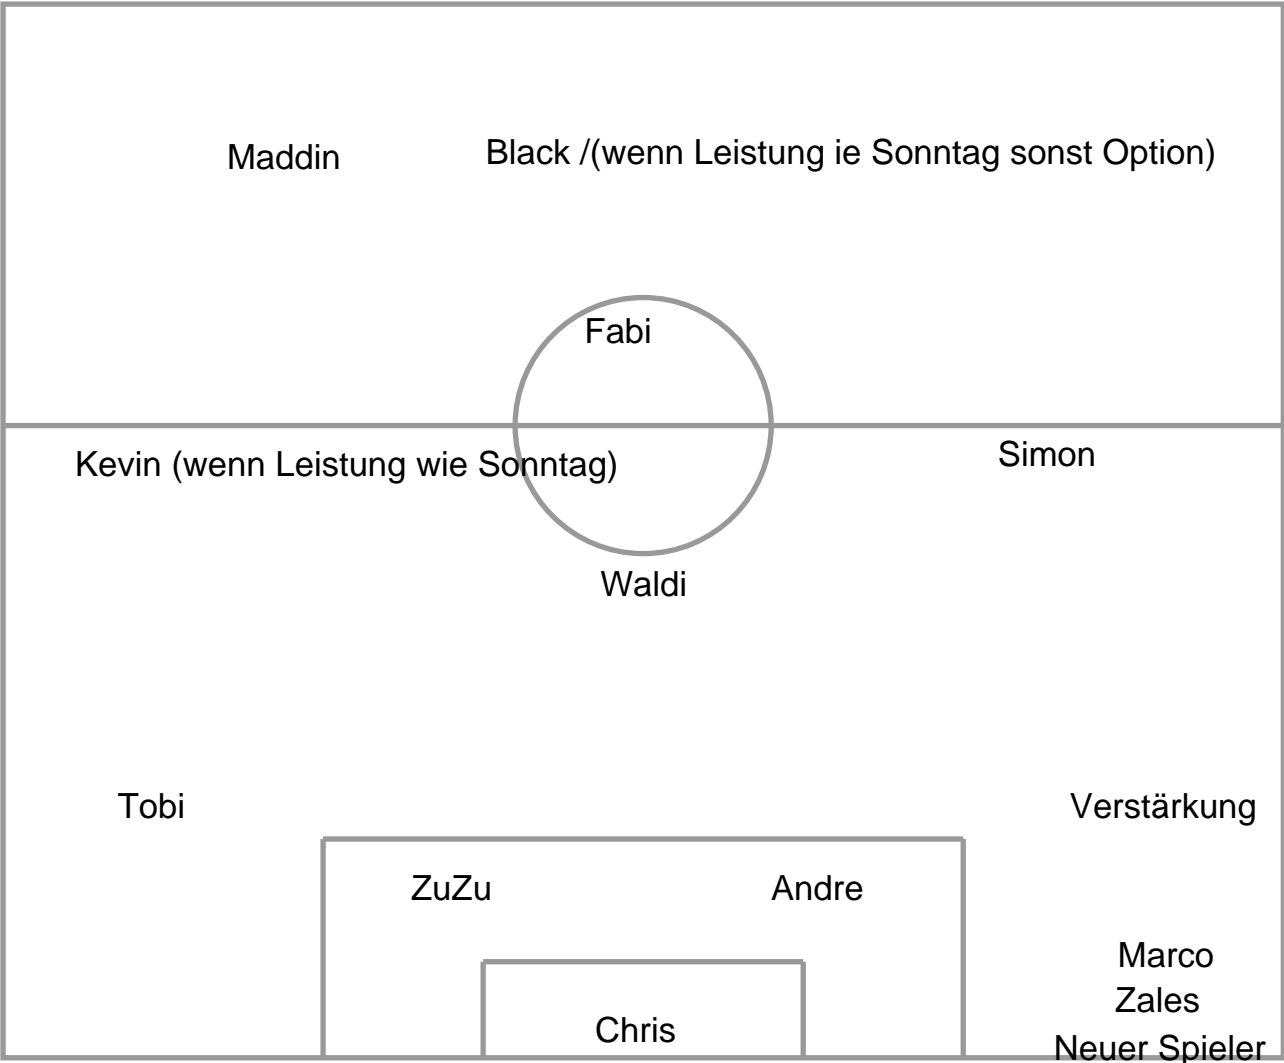 Maddin
Black /(wenn Leistung ie Sonntag sonst Option)
Fabi
Kevin (wenn Leistung wie Sonntag)
Simon
Waldi
Tobi
Verstärkung
ZuZu
Andre
Marco
Zales
Chris
Neuer Spieler